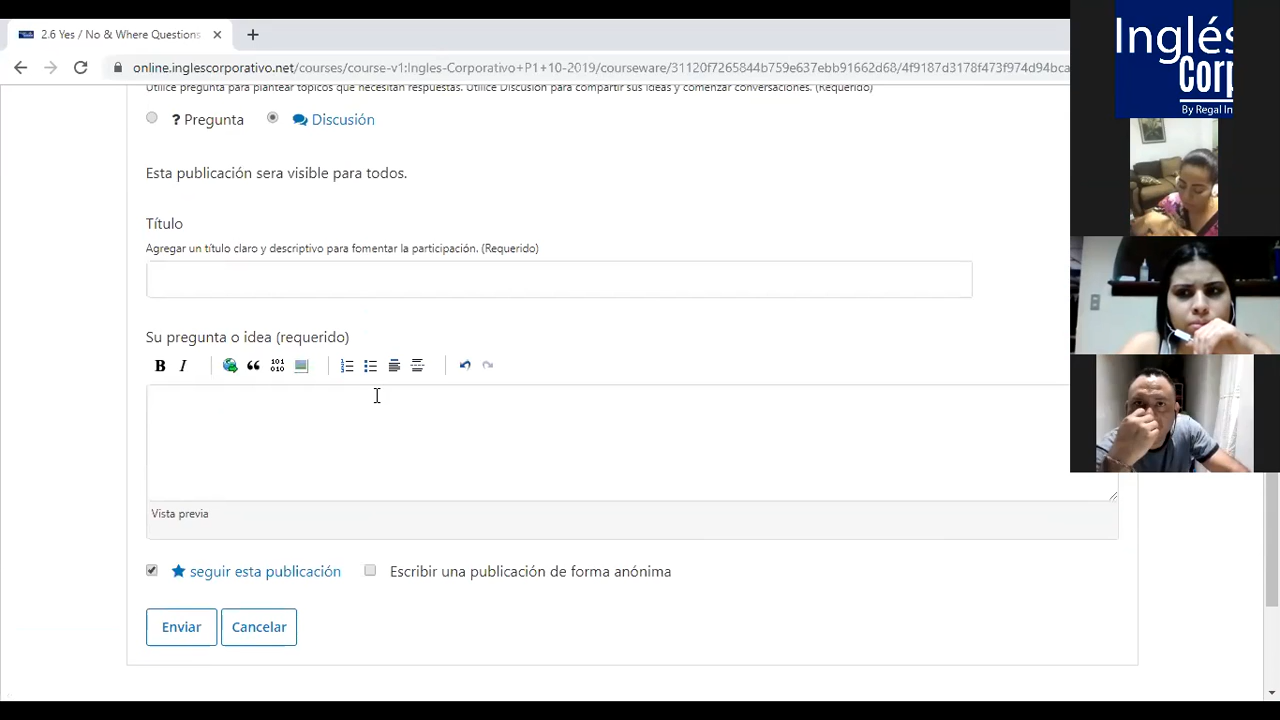 2.6 Yes / No & Where Questions
online.inglescorporativo.net/courses/course-v1:Ingles-Corporativo+P1+10-2019/courseware/31120f7265844b759e637ebb91662d68/4f9187d3178f473f974d94bca
Utilice pregunta para plantear tópicos que necesitan respuestas. Utilice Discusión para compartir sus ideas y comenzar conversaciones. (Requerido)
? Pregunta Discusión
Esta publicación sera visible para todos.
Título
Agregar un título claro y descriptivo para fomentar la participación. (Requerido)
Su pregunta o idea (requerido)
B I
Vista previa
seguir esta publicación Escribir una publicación de forma anónima
Enviar Cancelar
Inglés
Corp
By Regal In